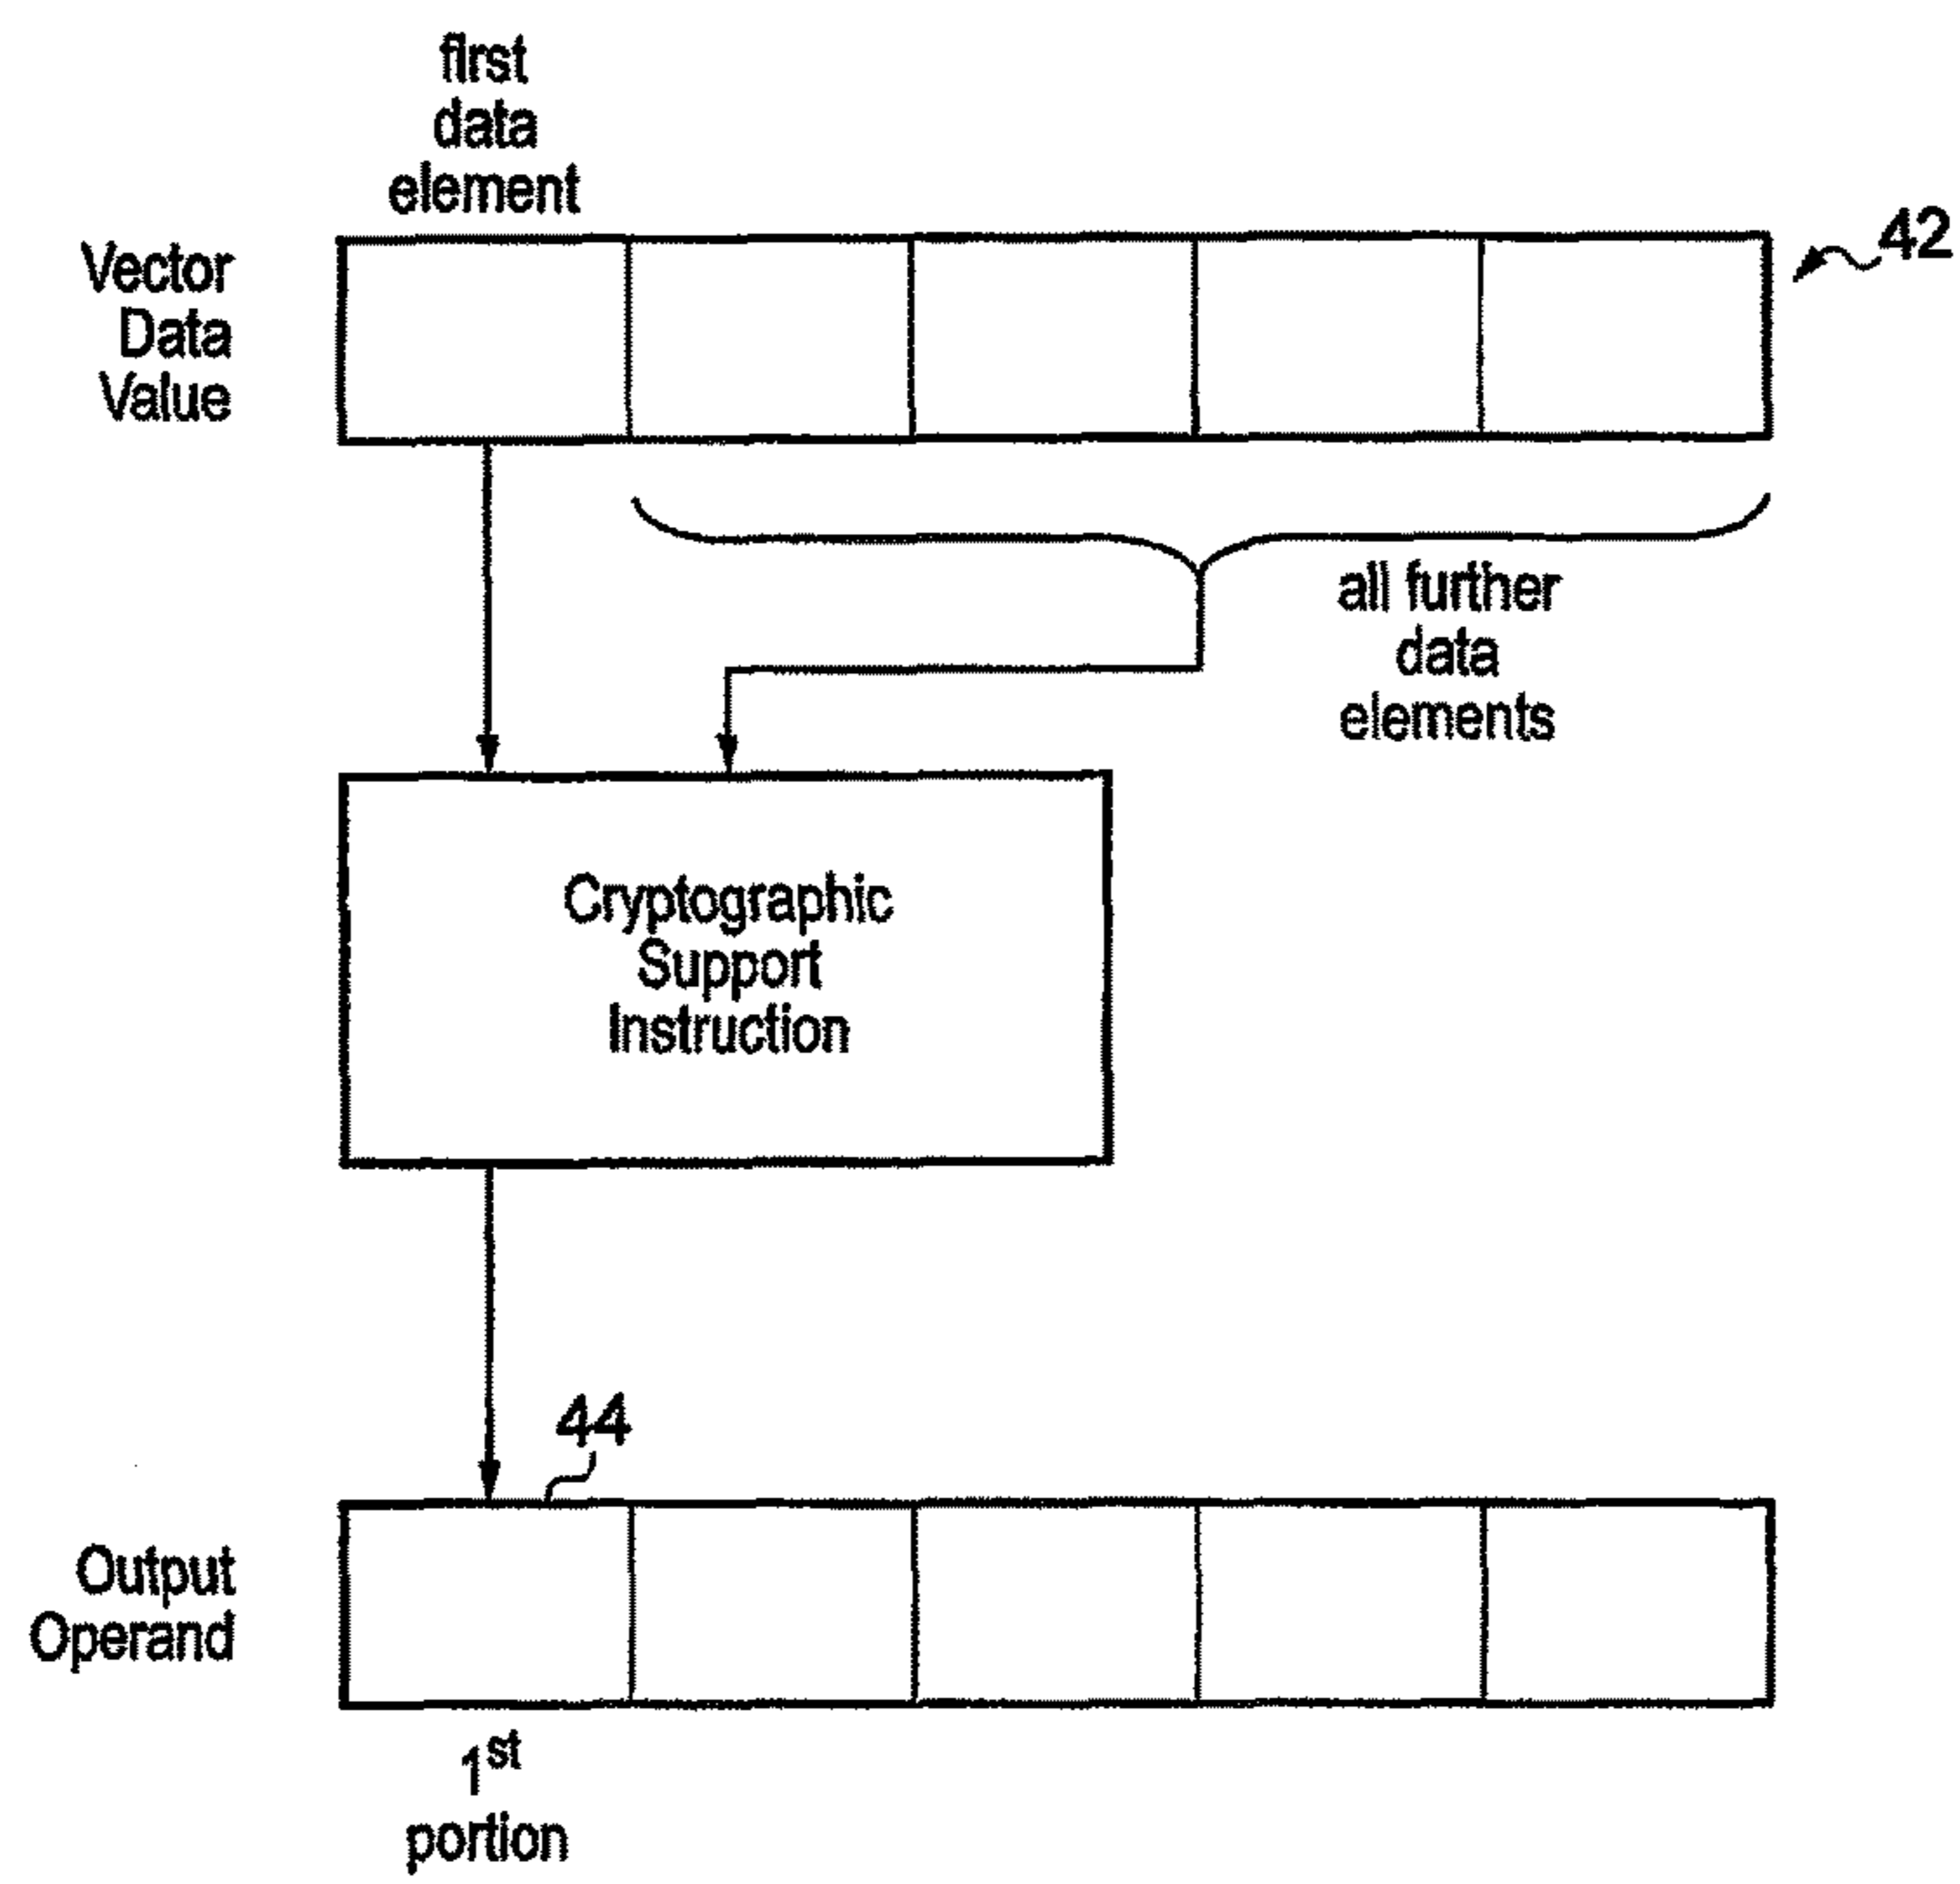 first
data
element
42
Vector
Data
Value
all further
data
elements
Cryptographic
Support
Instruction
44
Output
Operand
1st
portion